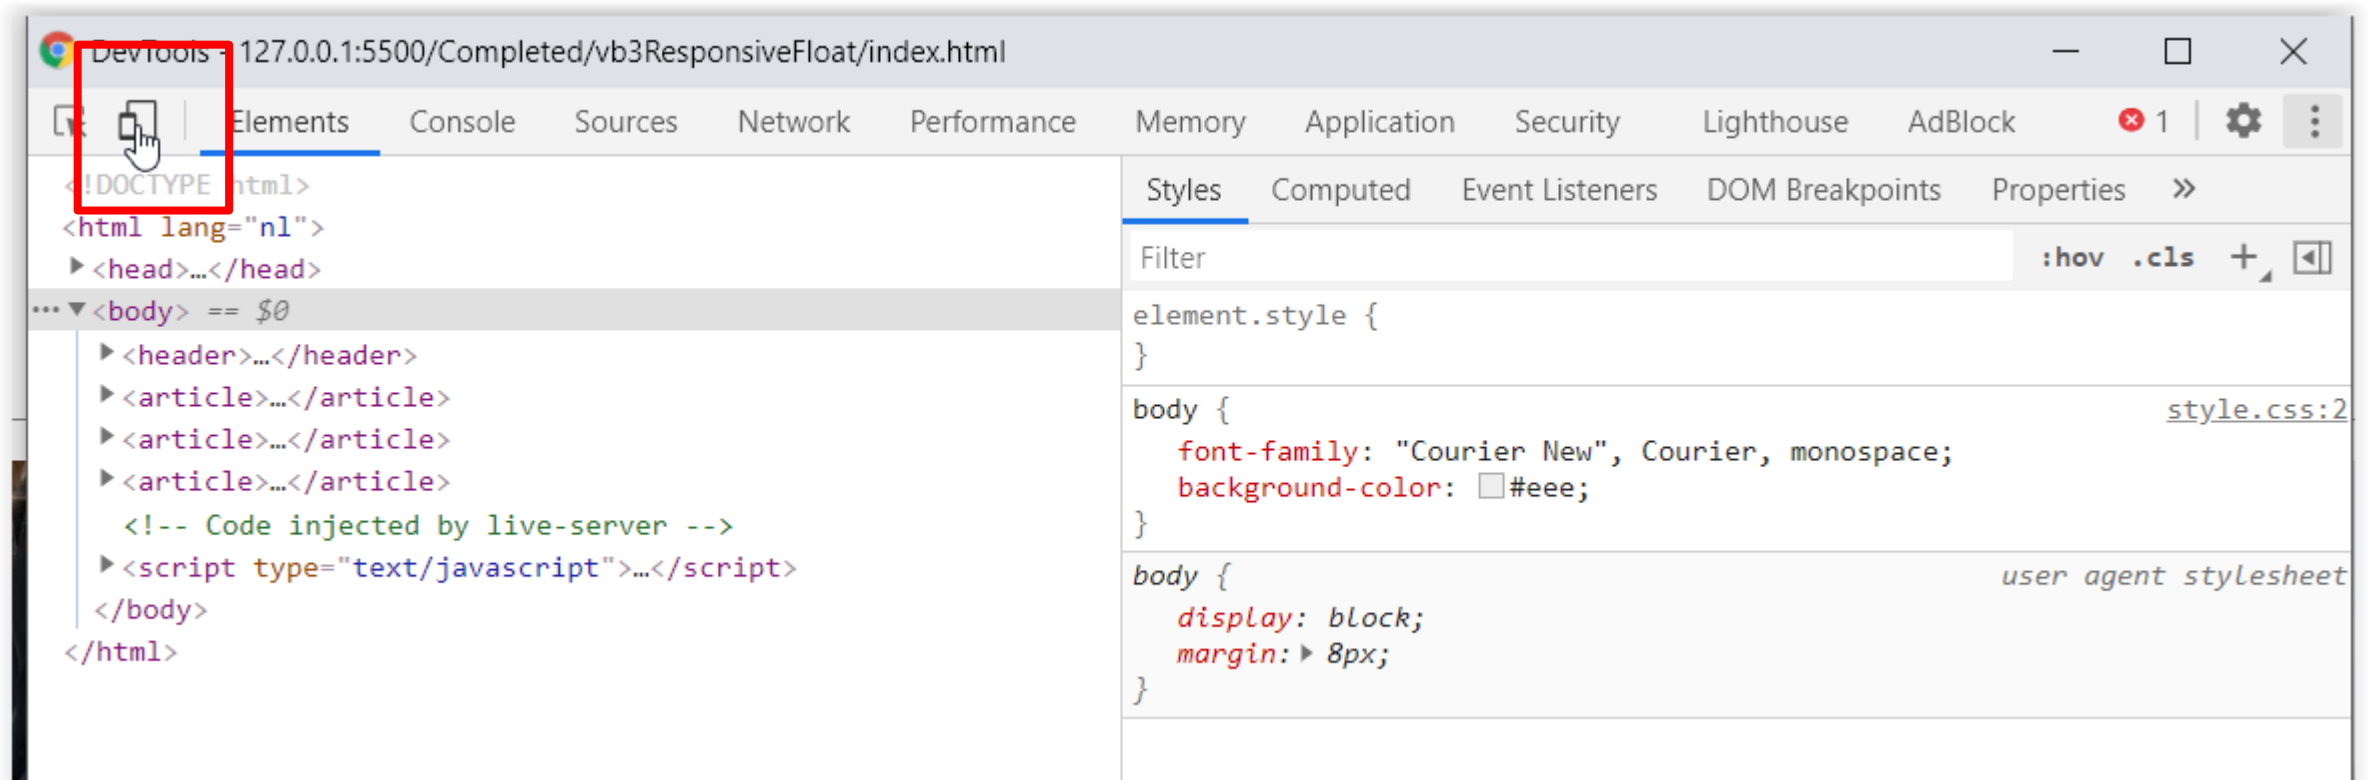 DevTools - 127.0.0.1:5500/Completed/vb3ResponsiveFloat/index.html
Elements Console Sources Network Performance Memory Application Security Lighthouse AdBlock 1
<!DOCTYPE html>
<html lang="nl">
<head>…</head>
<body> == $0
<header>…</header>
<article>…</article>
<article>…</article>
<article>…</article>
<!-- Code injected by live-server -->
<script type="text/javascript">…</script>
</body>
</html>
Styles Computed Event Listeners DOM Breakpoints Properties »
Filter :hov .cls +
element.style {
}
body { style.css:2
font-family: "Courier New", Courier, monospace;
background-color: #eee;
}
body { user agent stylesheet
display: block;
margin: 8px;
}